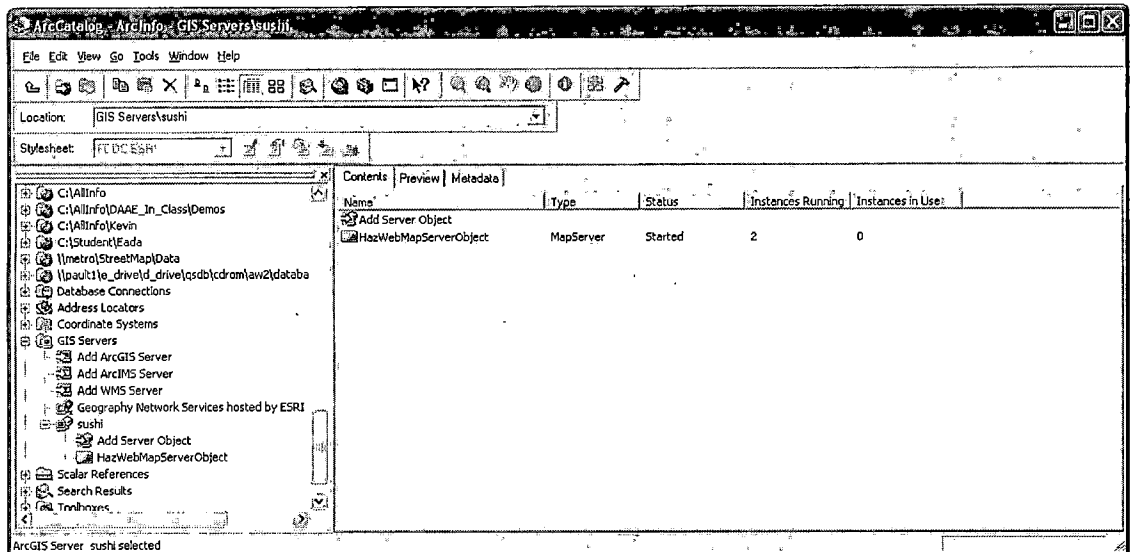 ArcCatalog - ArcInfo - GIS Servers\sushi
File Edit View Go Tools Window Help
Location: GIS Servers\sushi
Stylesheet: FGDC ESRI
Contents Preview Metadata
Name Type Status Instances Running Instances in Use
Add Server Object
HazWebMapServerObject MapServer Started 2 0
C:\AllInfo
C:\AllInfo\DAAE_In_Class\Demos
C:\AllInfo\Kevin
C:\Student\Eada
\\metro\StreetMap\Data
\\pault1\e_drive\d_drive\qsdb\cdrom\aw2\databa
Database Connections
Address Locators
Coordinate Systems
GIS Servers
Add ArcGIS Server
Add ArcIMS Server
Add WMS Server
Geography Network Services hosted by ESRI
sushi
Add Server Object
HazWebMapServerObject
Scalar References
Search Results
Toolboxes
ArcGIS Server sushi selected